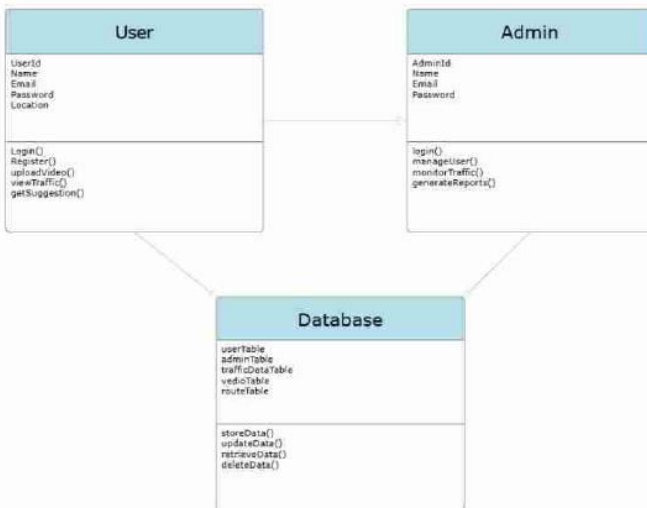 User
UserId
Name
Email
Password
Location
Login()
Register()
uploadVideo()
viewTraffic()
getSuggestion()
Admin
AdminId
Name
Email
Password
login()
manageUser()
monitorTraffic()
generateReports()
Database
userTable
adminTable
trafficDataTable
vedioTable
routeTable
storeData()
updateData()
retrieveData()
deleteData()